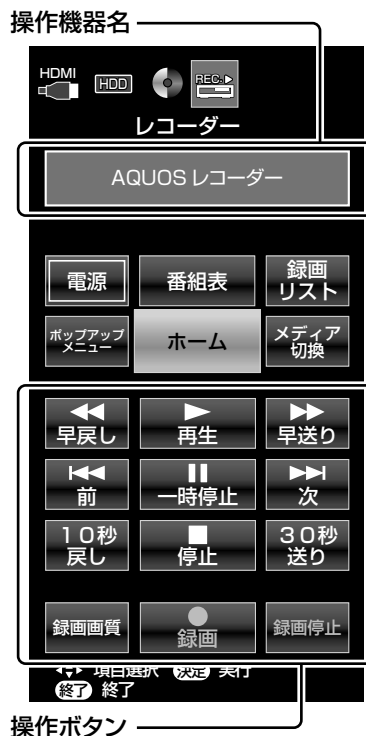 操作機器名
HDMI
HDD
REC.
レコーダー
AQUOS レコーダー
電源
番組表
録画
リスト
ポップアップ
メニュー
ホーム
メディア
切換
早戻し
再生
早送り
前
一時停止
次
10秒
戻し
停止
30秒
送り
録画画質
録画
録画停止
項目選択 決定 実行
終了 終了
操作ボタン